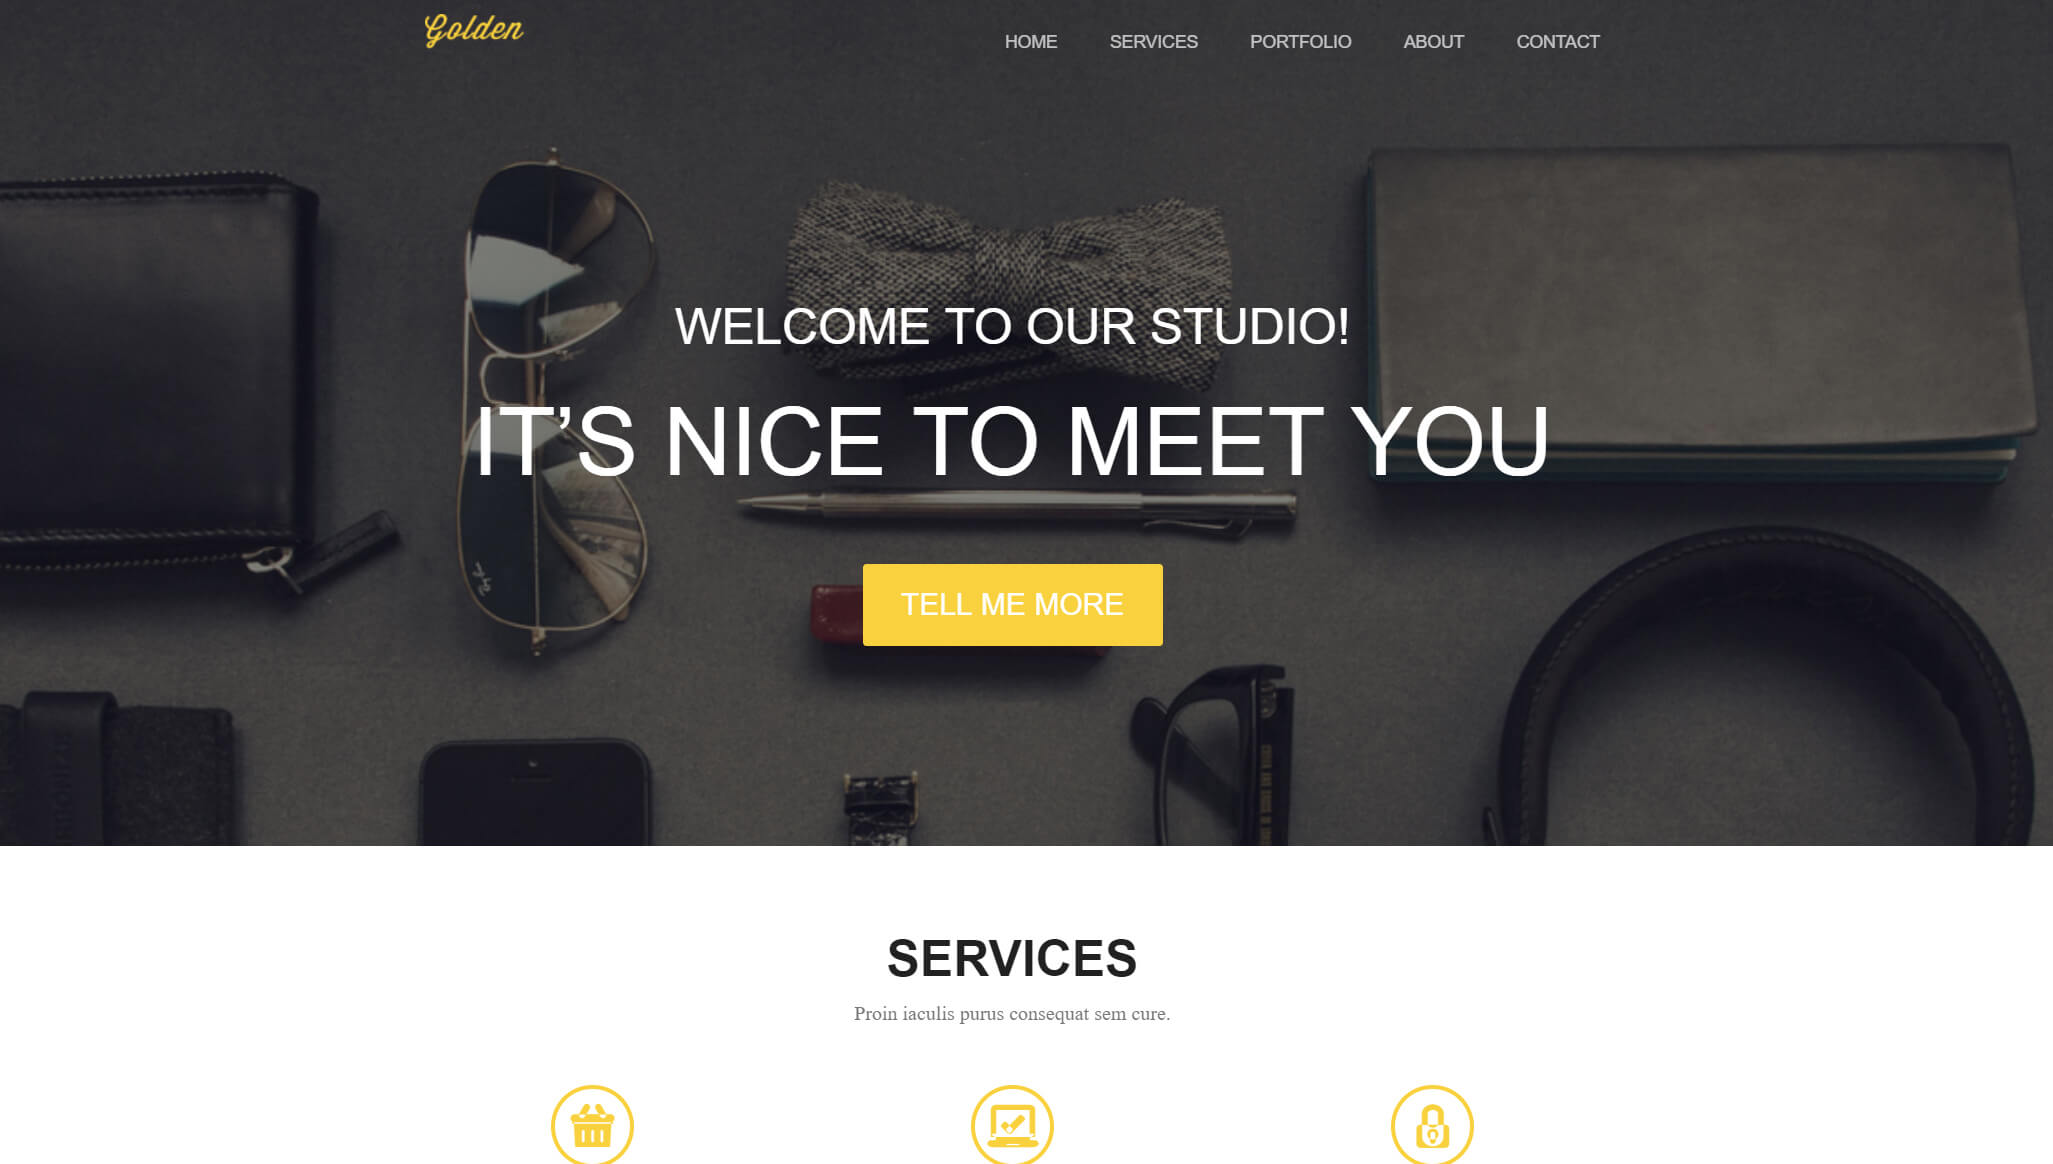 Golden
HOME SERVICES PORTFOLIO ABOUT CONTACT
WELCOME TO OUR STUDIO!
IT’S NICE TO MEET YOU
TELL ME MORE
SERVICES
Proin iaculis purus consequat sem cure.